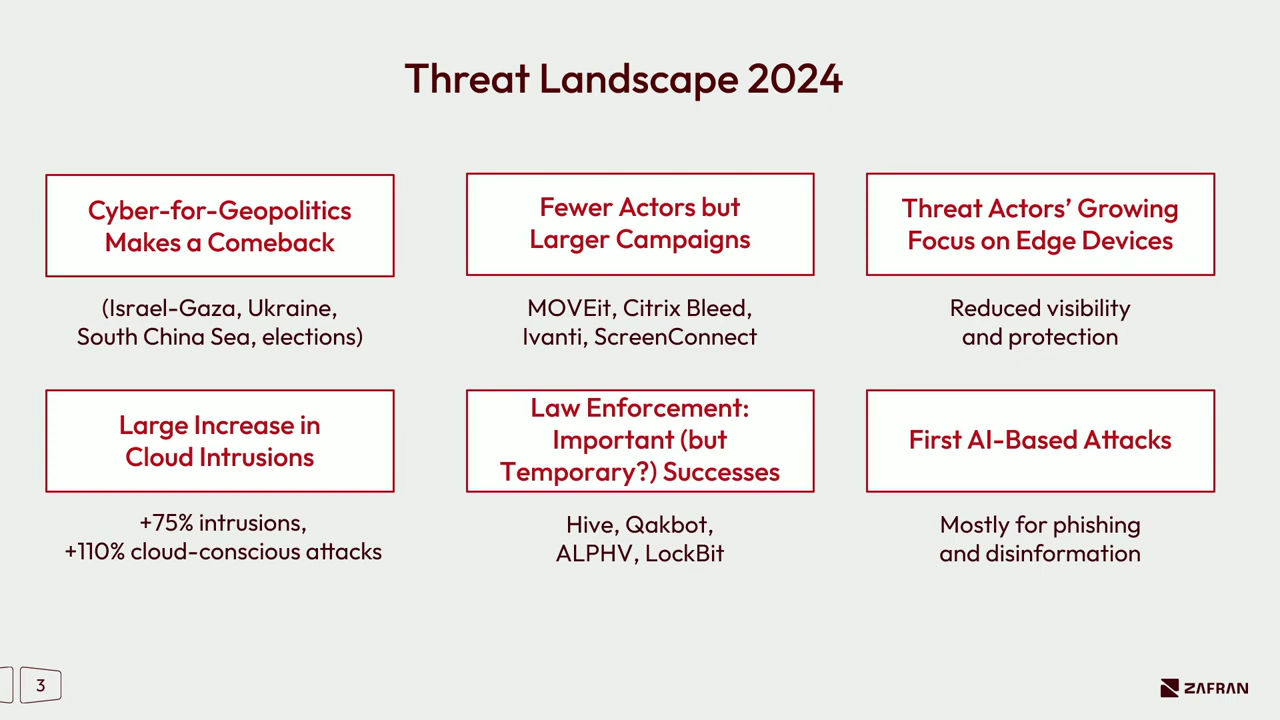 Threat Landscape 2024
Cyber-for-Geopolitics
Makes a Comeback
(Israel-Gaza, Ukraine,
South China Sea, elections)
Fewer Actors but
Larger Campaigns
MOVEit, Citrix Bleed,
Ivanti, ScreenConnect
Threat Actors’ Growing
Focus on Edge Devices
Reduced visibility
and protection
Large Increase in
Cloud Intrusions
+75% intrusions,
+110% cloud-conscious attacks
Law Enforcement:
Important (but
Temporary?) Successes
Hive, Qakbot,
ALPHV, LockBit
First AI-Based Attacks
Mostly for phishing
and disinformation
3
ZAFRAN